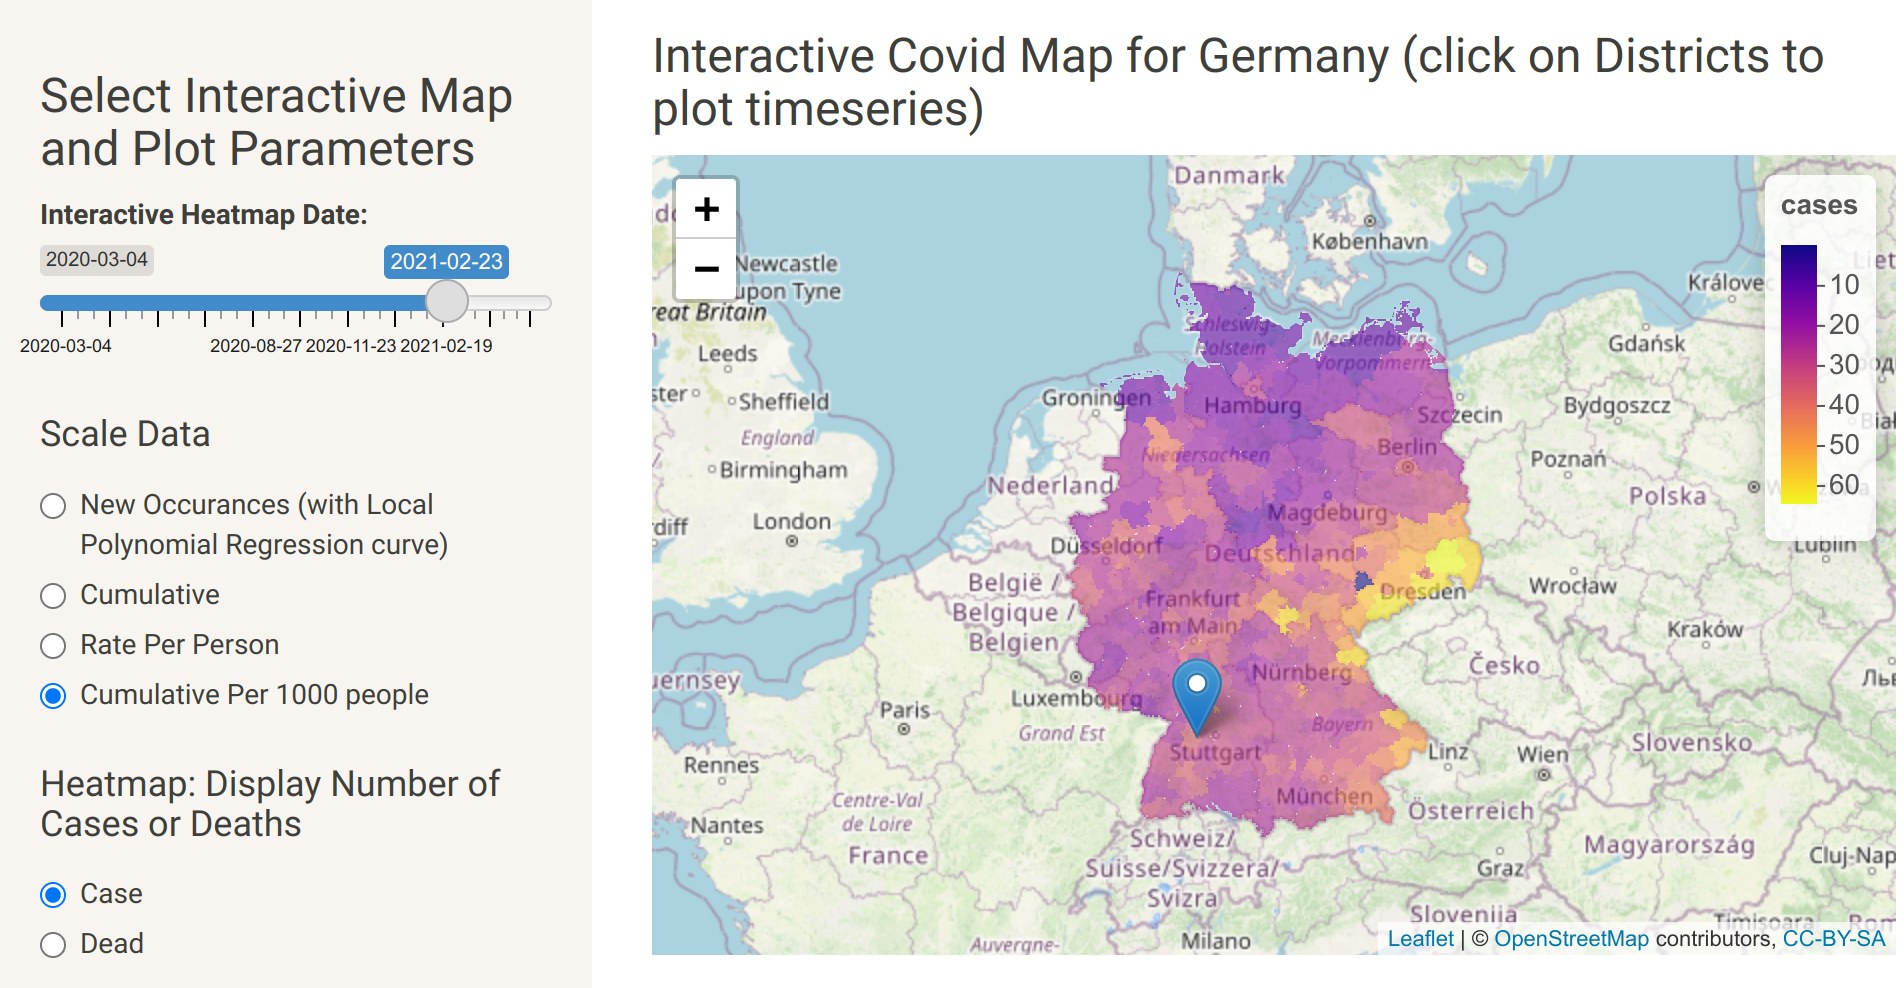 Select Interactive Map
and Plot Parameters
Interactive Heatmap Date:
2020-03-04
2021-02-23
2020-03-04
2020-08-27
2020-11-23
2021-02-19
Scale Data
New Occurances (with Local
Polynomial Regression curve)
Cumulative
Rate Per Person
Cumulative Per 1000 people
Heatmap: Display Number of
Cases or Deaths
Case
Dead
Interactive Covid Map for Germany (click on Districts to
plot timeseries)
+
−
cases
10
20
30
40
50
60
Danmark
København
Newcastle
upon Tyne
reat Britain
Leeds
Sheffield
England
Birmingham
London
Groningen
Nederland
Schleswig-
Holstein
Mecklenburg-
Vorpommern
Hamburg
Szczecin
Niedersachsen
Berlin
Magdeburg
Düsseldorf
Deutschland
Dresden
België /
Belgique /
Belgien
Frankfurt
am Main
Luxembourg
Nürnberg
Bayern
Stuttgart
München
Gdańsk
Bydgoszcz
Poznań
Polska
Lublin
Wrocław
Kraków
Česko
Slovensko
Linz
Wien
Österreich
Graz
Magyarország
Cluj-Nap
Slovenija
Timișoara
Paris
Grand Est
Rennes
Centre-Val
de Loire
Nantes
France
Schweiz/
Suisse/Svizzera/
Svizra
Auvergne-
Milano
Leaflet | © OpenStreetMap contributors, CC-BY-SA